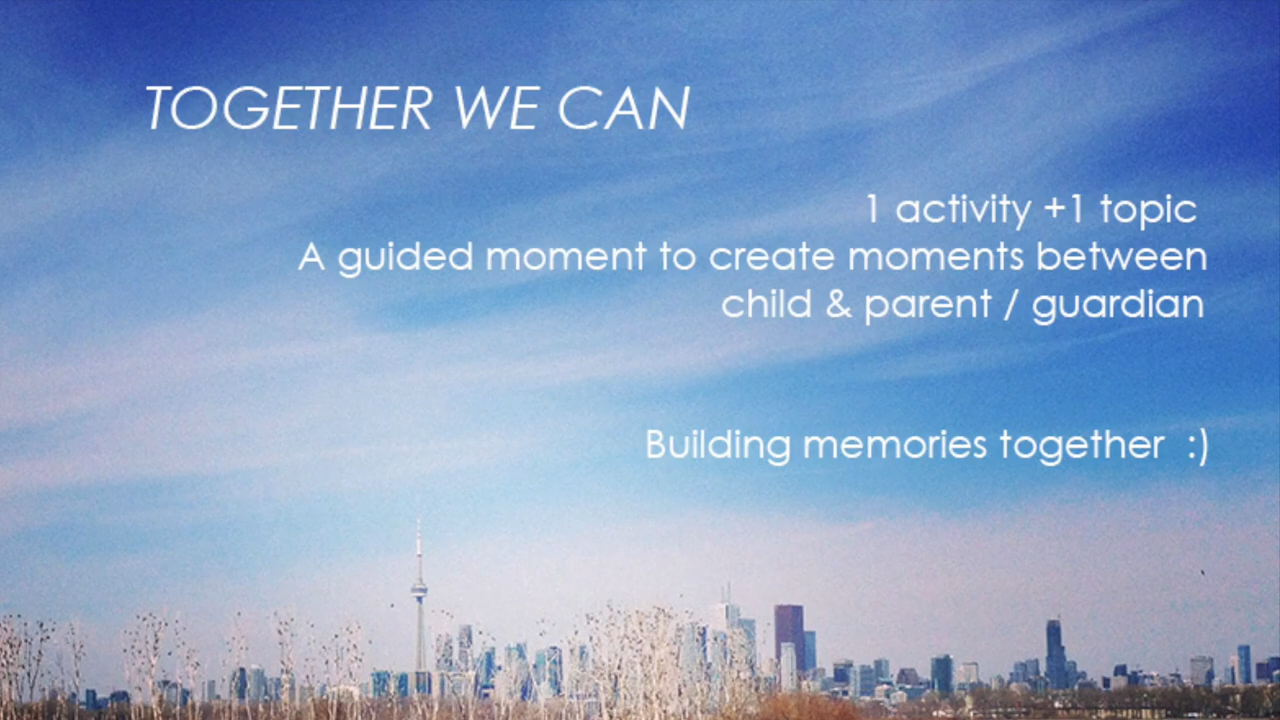 TOGETHER WE CAN
1 activity +1 topic
A guided moment to create moments between
child & parent / guardian
Building memories together :)